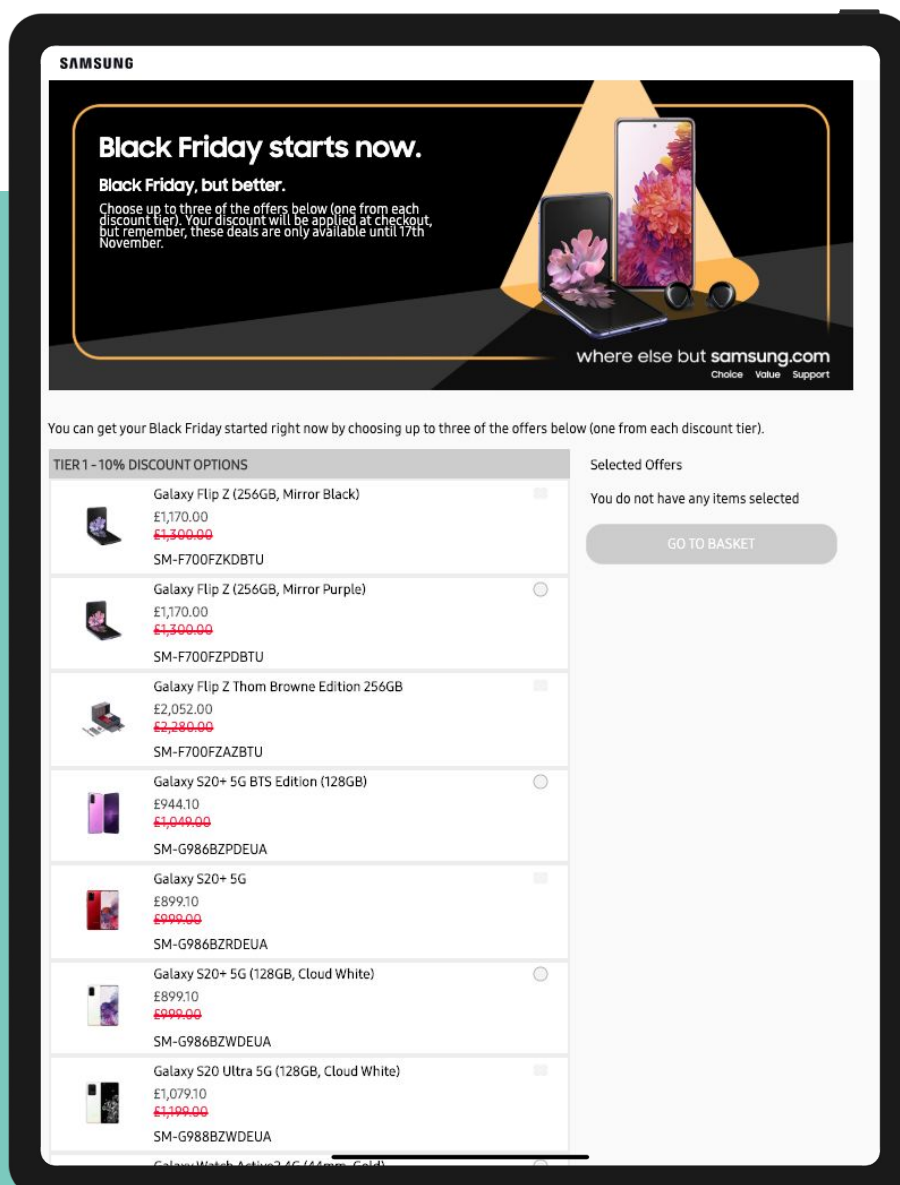 SAMSUNG
Black Friday starts now.
Black Friday, but better.
Choose up to three of the offers below (one from each
discount tier). Your discount will be applied at checkout,
but remember, these deals are only available until 17th
November.
where else but samsung.com
Choice Value Support
You can get your Black Friday started right now by choosing up to three of the offers below (one from each discount tier).
TIER 1 - 10% DISCOUNT OPTIONS
Galaxy Flip Z (256GB, Mirror Black)
£1,170.00
£1,300.00
SM-F700FZKDBTU
Galaxy Flip Z (256GB, Mirror Purple)
£1,170.00
£1,300.00
SM-F700FZPDBTU
Galaxy Flip Z Thom Browne Edition 256GB
£2,052.00
£2,280.00
SM-F700FZAZBTU
Galaxy S20+ 5G BTS Edition (128GB)
£944.10
£1,049.00
SM-G986BZPDEUA
Galaxy S20+ 5G
£899.10
£999.00
SM-G986BZRDEUA
Galaxy S20+ 5G (128GB, Cloud White)
£899.10
£999.00
SM-G986BZWDEUA
Galaxy S20 Ultra 5G (128GB, Cloud White)
£1,079.10
£1,199.00
SM-G988BZWDEUA
Galaxy Watch Active2 4G (44mm, Gold)
Selected Offers
You do not have any items selected
GO TO BASKET